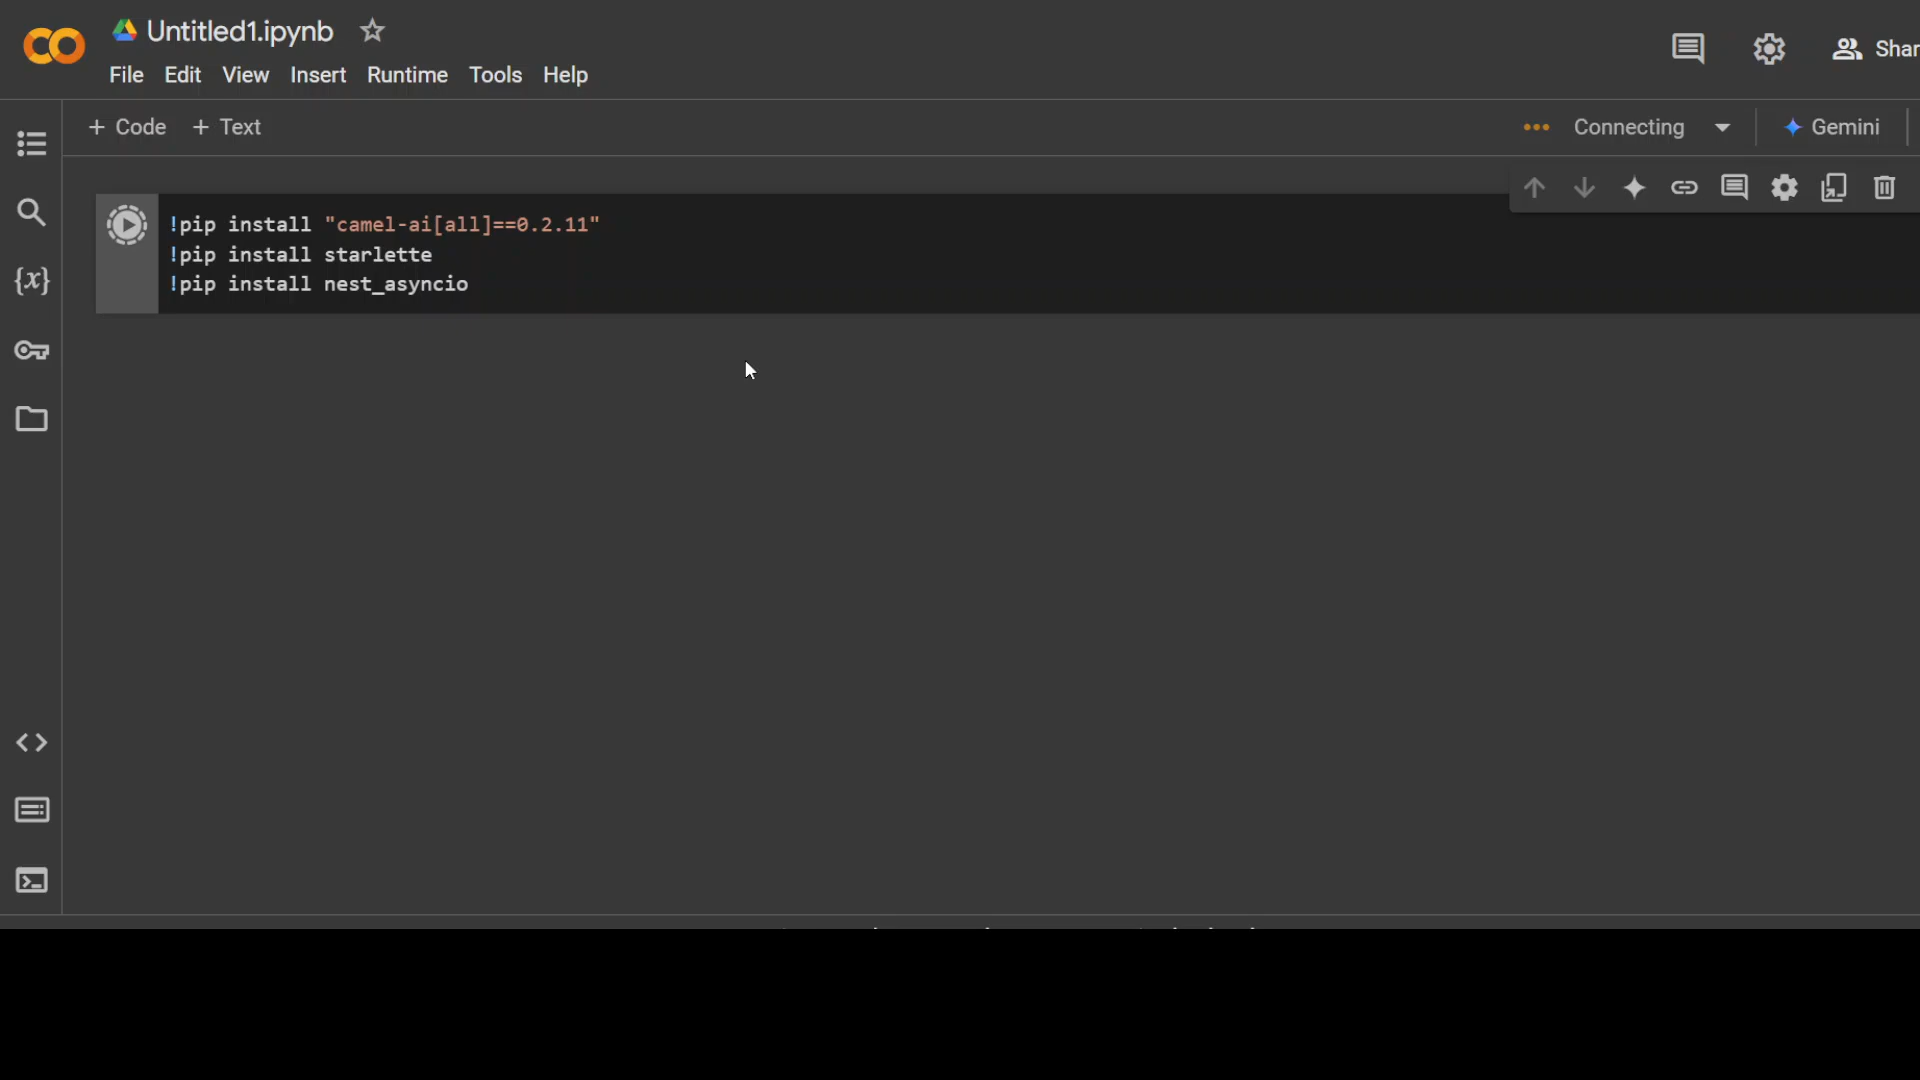 Untitled1.ipynb
File Edit View Insert Runtime Tools Help
Shar
+ Code + Text
Connecting
Gemini
!pip install "camel-ai[all]==0.2.11"
!pip install starlette
!pip install nest_asyncio
{x}